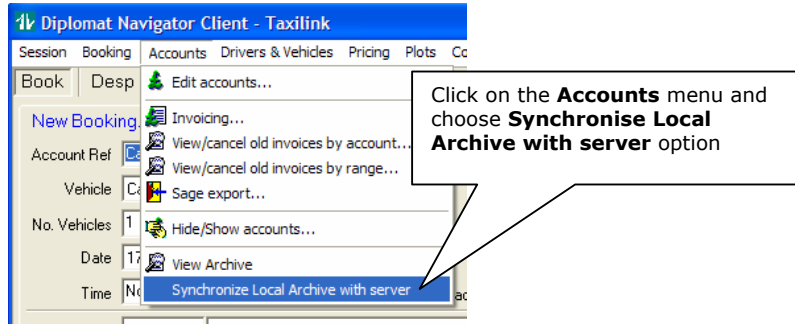 Diplomat Navigator Client - Taxilink
Session Booking Accounts Drivers & Vehicles Pricing Plots
Book Desp
Edit accounts...
New Booking
Invoicing...
View/cancel old invoices by account...
Account Ref
View/cancel old invoices by range...
Vehicle
Sage export...
No. Vehicles 1
Hide/Show accounts...
Date 17
View Archive
Time
Synchronize Local Archive with server
Click on the Accounts menu and
choose Synchronise Local
Archive with server option